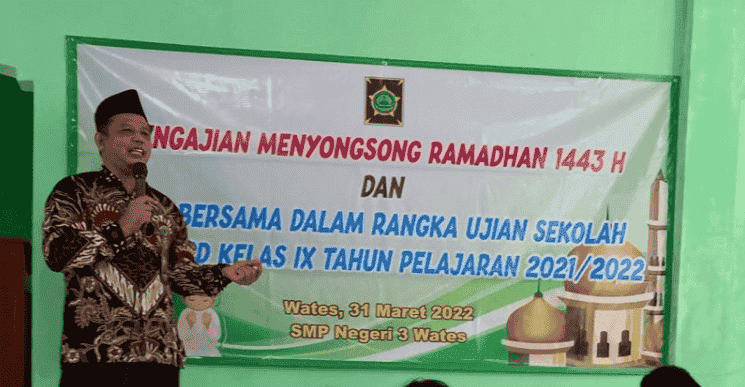 NGAJIAN MENYONGSONG RAMADHAN 1443 H
DAN
BERSAMA DALAM RANGKA UJIAN SEKOLAH
KELAS IX TAHUN PELAJARAN 2021/2022
Wates, 31 Maret 2022
SMP Negeri 3 Wates